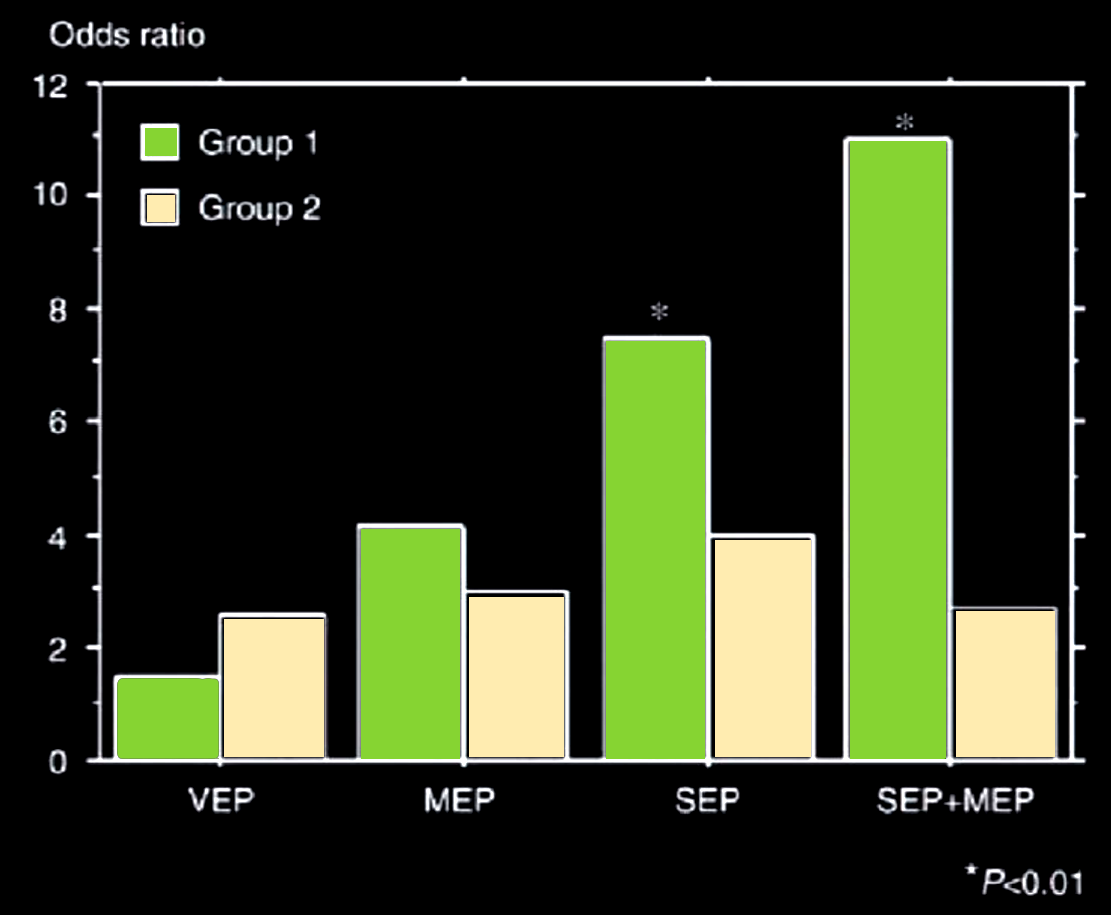 Odds ratio
12
10
8
6
4
2
0
Group 1
Group 2
*
*
VEP MEP SEP SEP+MEP
*P<0.01